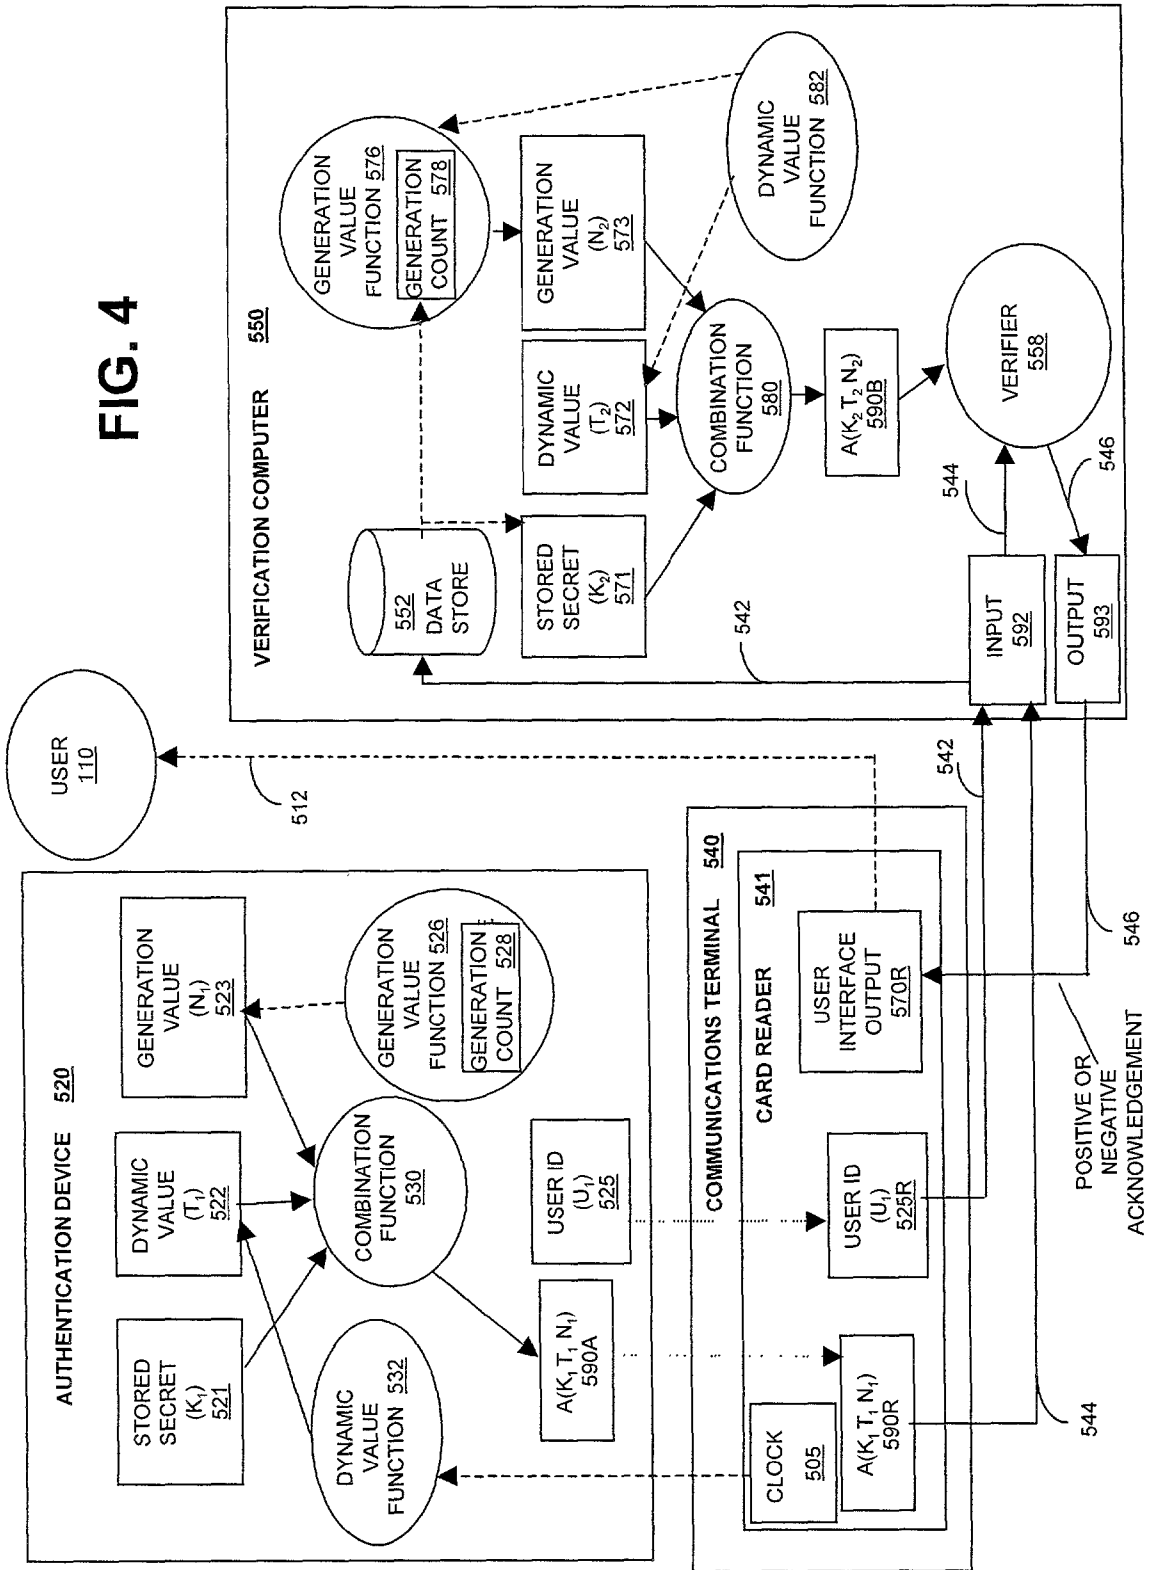 FIG. 4
USER
110
512
AUTHENTICATION DEVICE 520
STORED
SECRET
(K1)
521
DYNAMIC
VALUE
(T1)
522
GENERATION
VALUE
(N1)
523
DYNAMIC
VALUE
FUNCTION 532
COMBINATION
FUNCTION
530
GENERATION
VALUE
FUNCTION 526
GENERATION
COUNT 528
A(K1 T1 N1)
590A
USER ID
(U1)
525
COMMUNICATIONS TERMINAL 540
CARD READER 541
CLOCK
505
A(K1 T1 N1)
590R
USER ID
(U1)
525R
USER
INTERFACE
OUTPUT
570R
544
542
546
POSITIVE OR
NEGATIVE
ACKNOWLEDGEMENT
VERIFICATION COMPUTER 550
552
DATA
STORE
GENERATION
VALUE
FUNCTION 576
GENERATION
COUNT 578
STORED
SECRET
(K2)
571
DYNAMIC
VALUE
(T2)
572
GENERATION
VALUE
(N2)
573
542
COMBINATION
FUNCTION
580
DYNAMIC
VALUE
FUNCTION 582
A(K2 T2 N2)
590B
544
VERIFIER
558
INPUT
592
OUTPUT
593
546